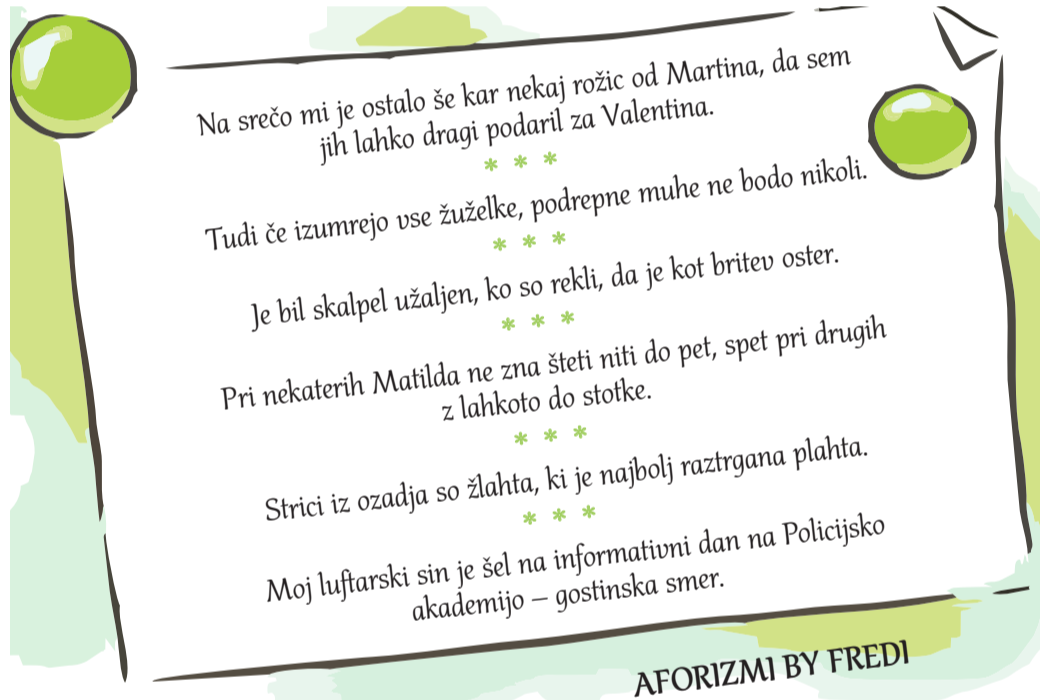 Na srečo mi je ostalo še kar nekaj rožic od Martina, da sem
jih lahko dragi podaril za Valentina.
* * *
Tudi če izumrejo vse žuželke, podrepne muhe ne bodo nikoli.
* * *
Je bil skalpel užaljen, ko so rekli, da je kot britev oster.
* * *
Pri nekaterih Matilda ne zna šteti niti do pet, spet pri drugih
z lahkoto do stotke.
* * *
Strici iz ozadja so žlahta, ki je najbolj raztrgana plahta.
* * *
Moj luftarski sin je šel na informativni dan na Policijsko
akademijo – gostinska smer.
AFORIZMI BY FREDI